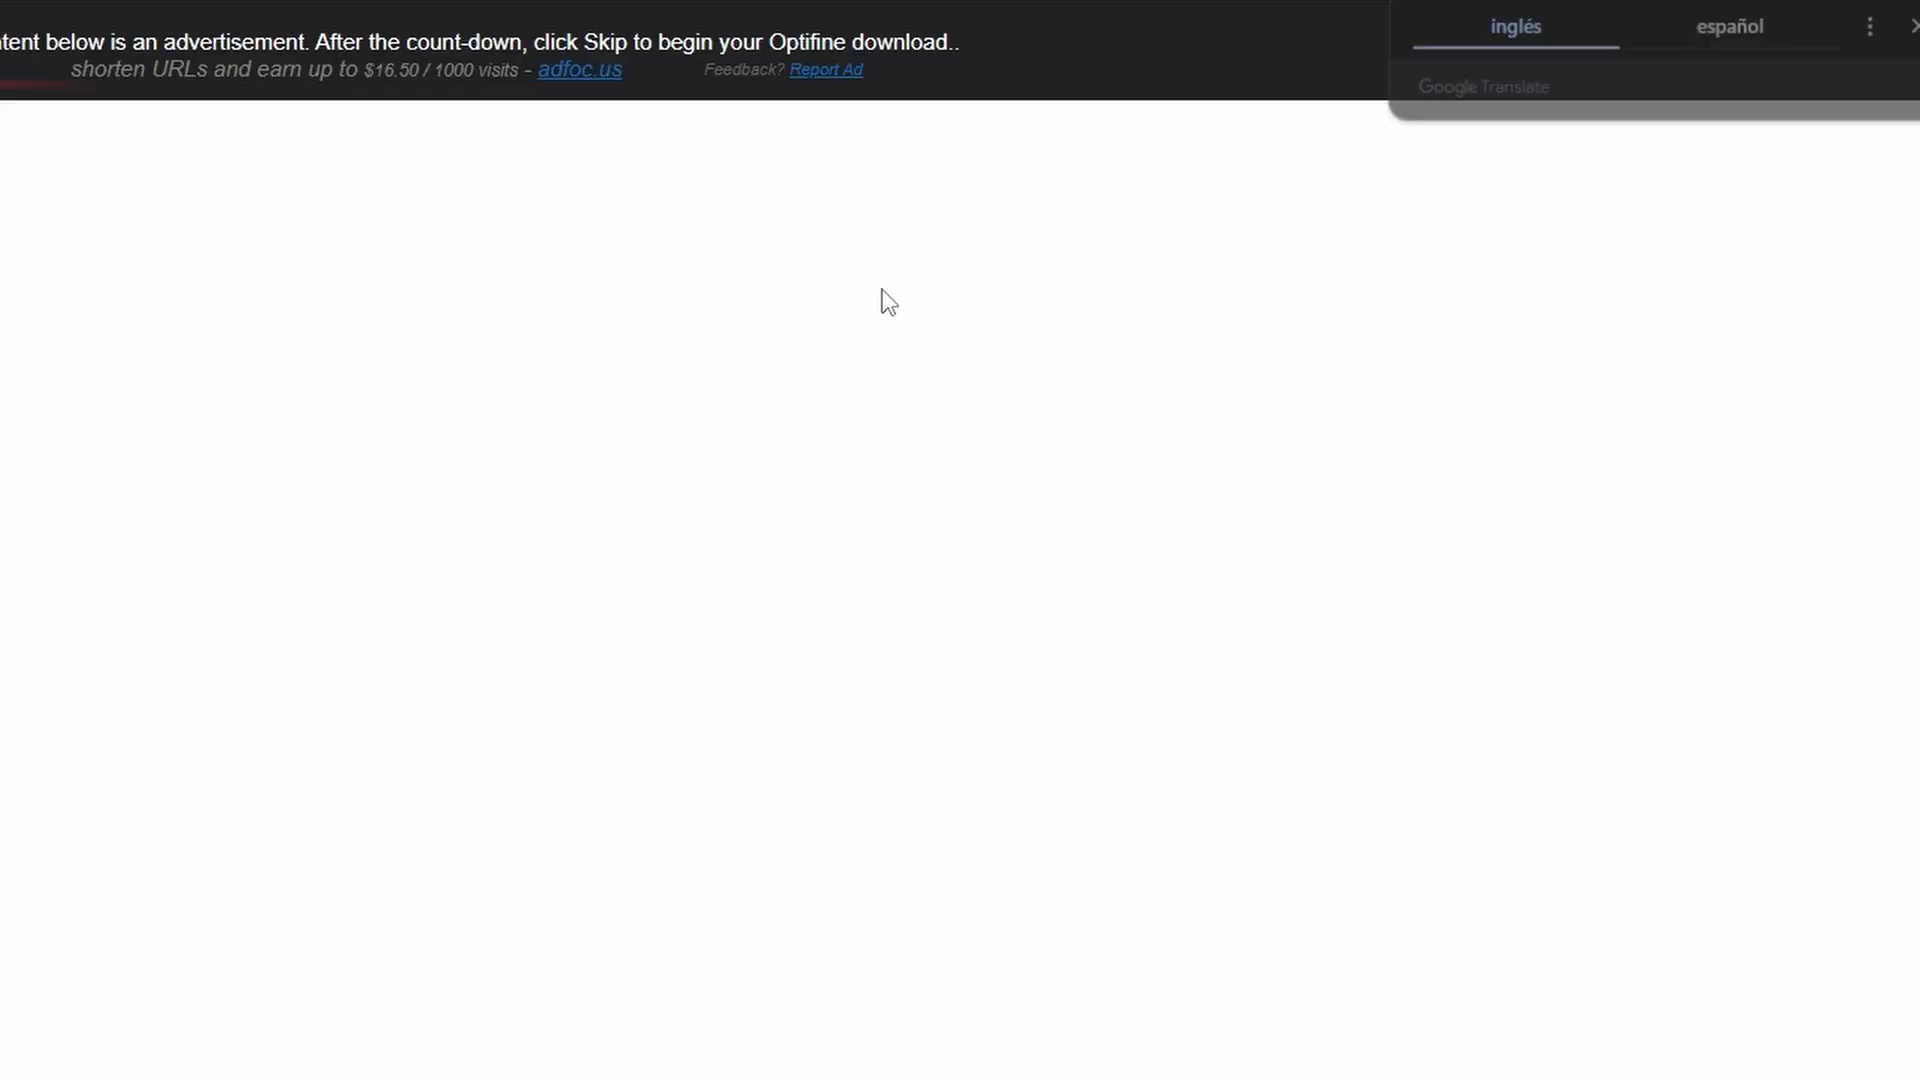 tent below is an advertisement. After the count-down, click Skip to begin your Optifine download..
shorten URLs and earn up to $16.50 / 1000 visits - adfoc.us
Feedback? Report Ad
inglés
español
Google Translate